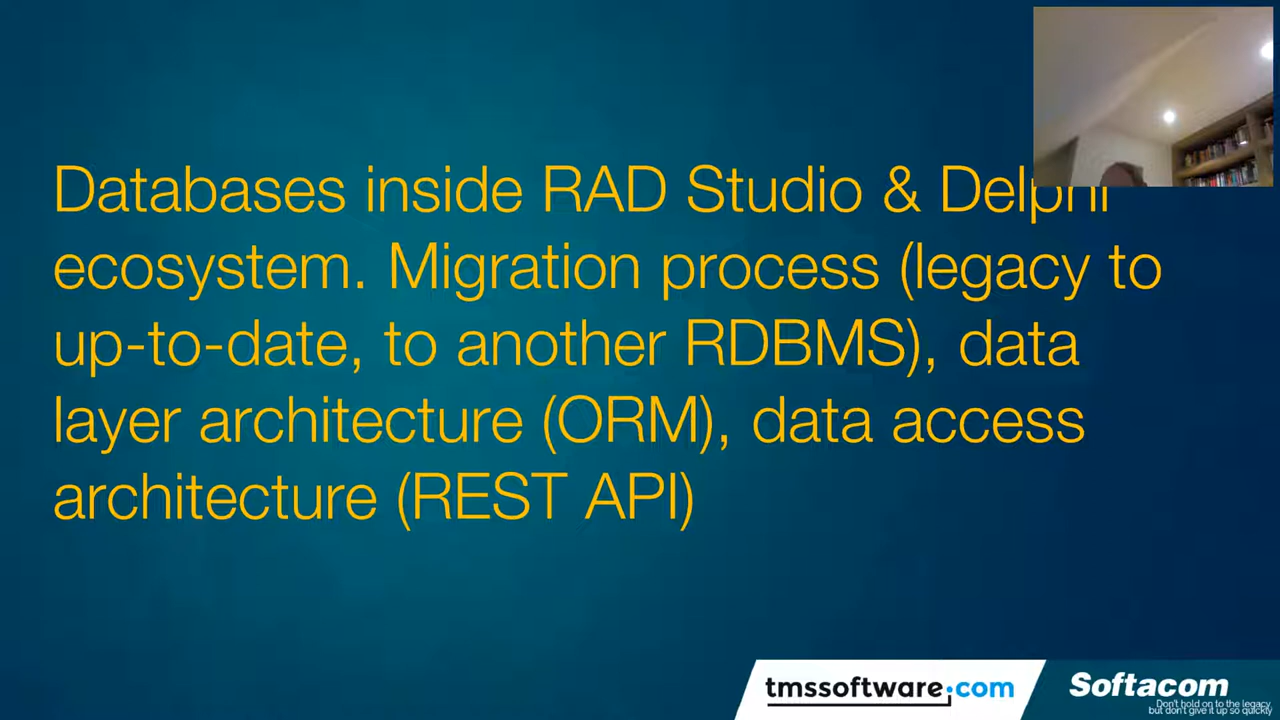 Databases inside RAD Studio & Delphi
ecosystem. Migration process (legacy to
up-to-date, to another RDBMS), data
layer architecture (ORM), data access
architecture (REST API)
tmssoftware.com
Softacom
Don't hold on to the legacy,
but don't give it up so quickly